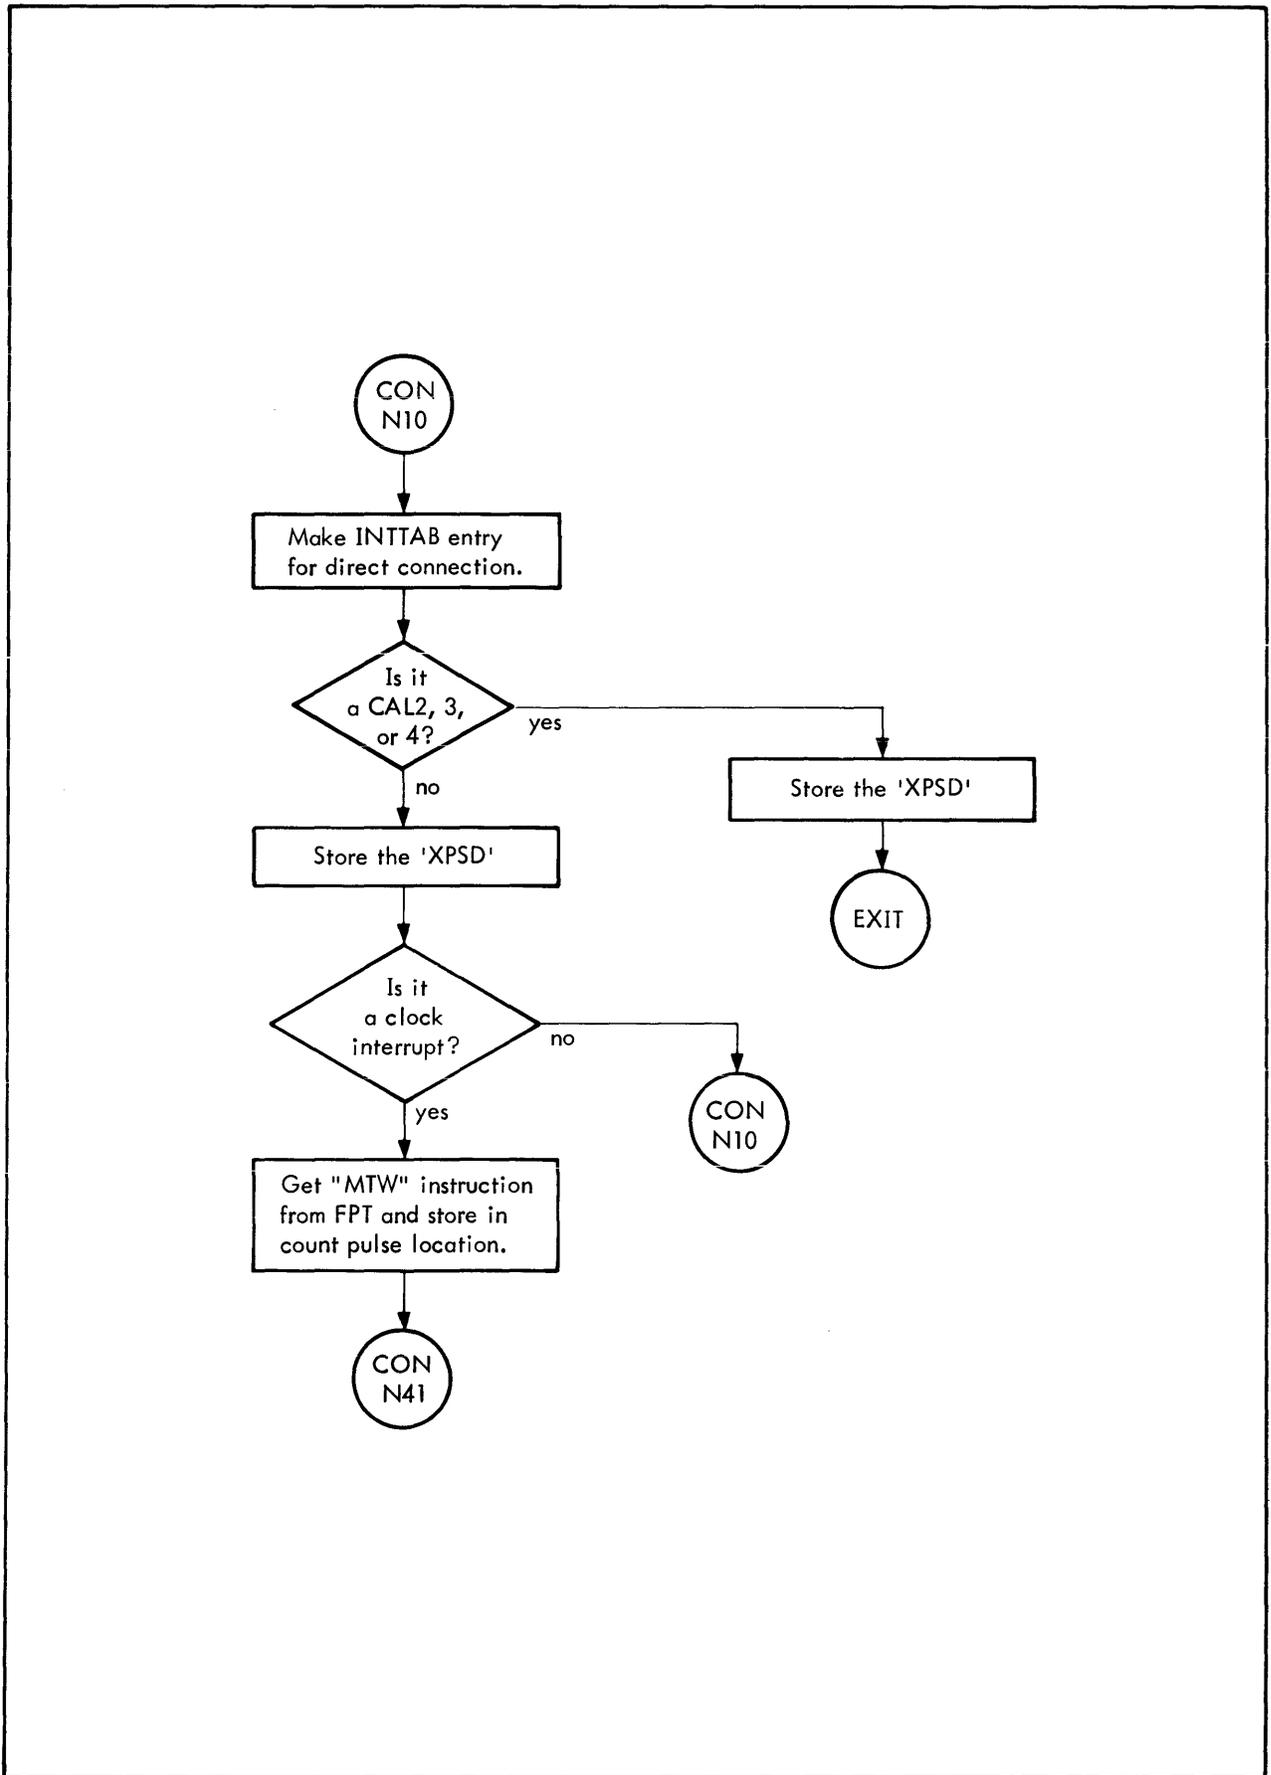 CON
N10
Make INTTAB entry
for direct connection.
Is it
a CAL2, 3,
or 4?
yes
no
Store the 'XPSD'
Store the 'XPSD'
EXIT
Is it
a clock
interrupt?
no
yes
CON
N10
Get "MTW" instruction
from FPT and store in
count pulse location.
CON
N41